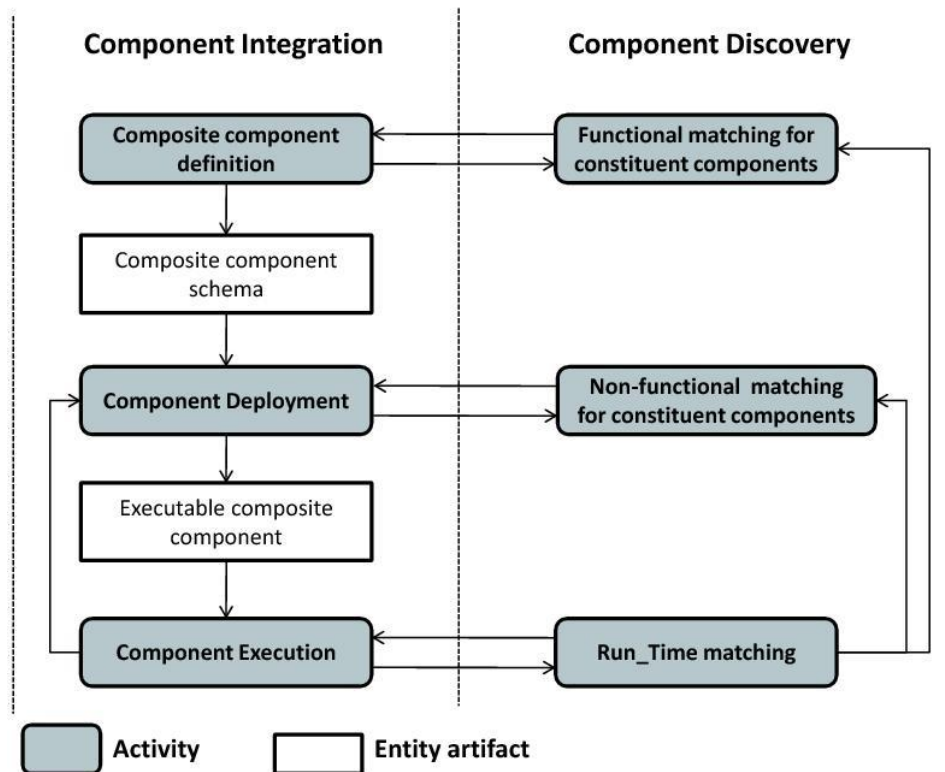 Component Integration
Component Discovery
Composite component
definition
Functional matching for
constituent components
Composite component
schema
Component Deployment
Non-functional matching
for constituent components
Executable composite
component
Component Execution
Run_Time matching
Activity
Entity artifact